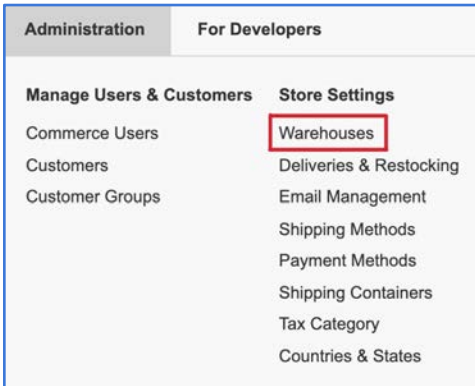 Administration
For Developers
Manage Users & Customers
Commerce Users
Customers
Customer Groups
Store Settings
Warehouses
Deliveries & Restocking
Email Management
Shipping Methods
Payment Methods
Shipping Containers
Tax Category
Countries & States